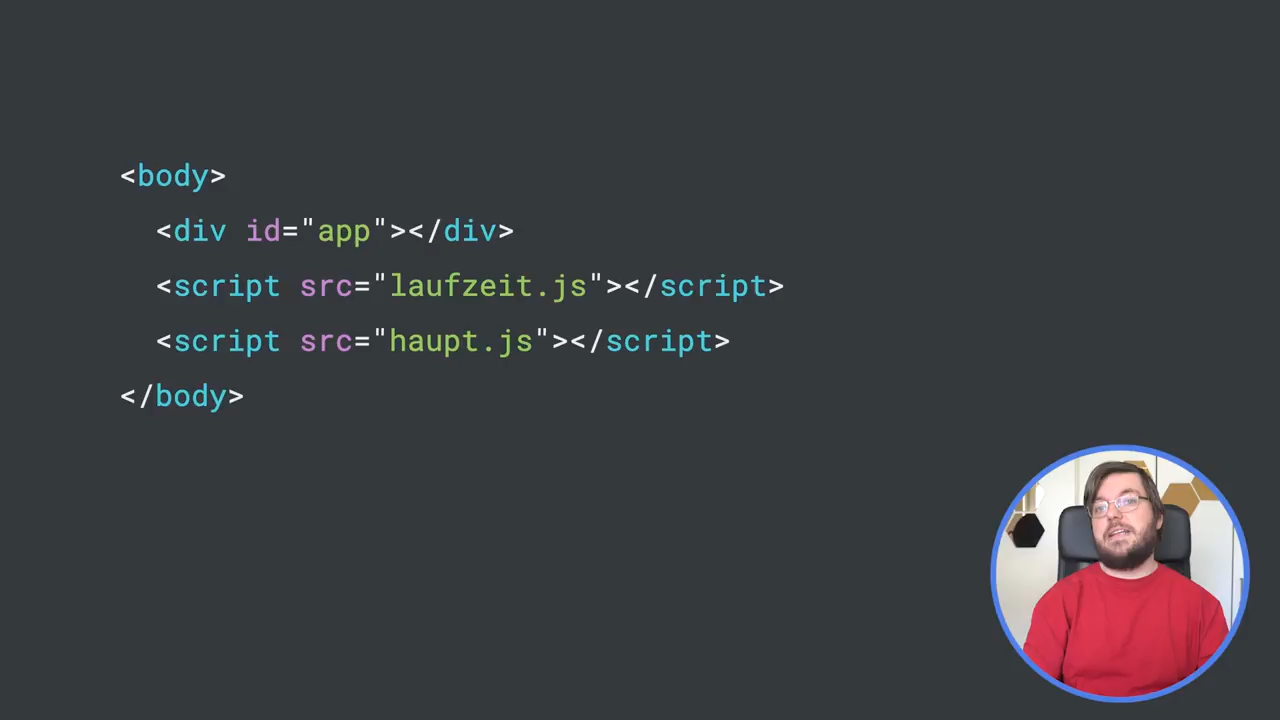 <body>
<div id="app"></div>
<script src="laufzeit.js"></script>
<script src="haupt.js"></script>
</body>